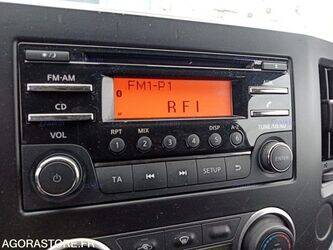 FM-AM
CD
VOL
FM1-P1
RFI
RPT MIX DISP A-Z
1 2 3 4 5 6
TUNE/MENU
TA SETUP
ENTER
AGORASTORE.FR